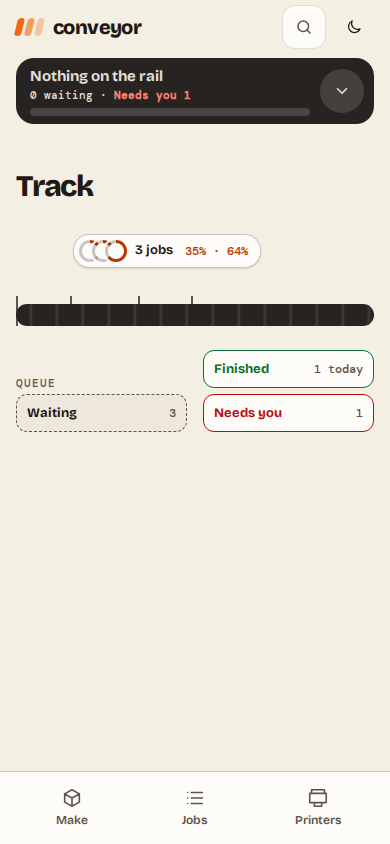 conveyor
Nothing on the rail
0 waiting · Needs you 1
Track
3 jobs 35% · 64%
Finished 1 today
QUEUE
Waiting 3
Needs you 1
Make Jobs Printers